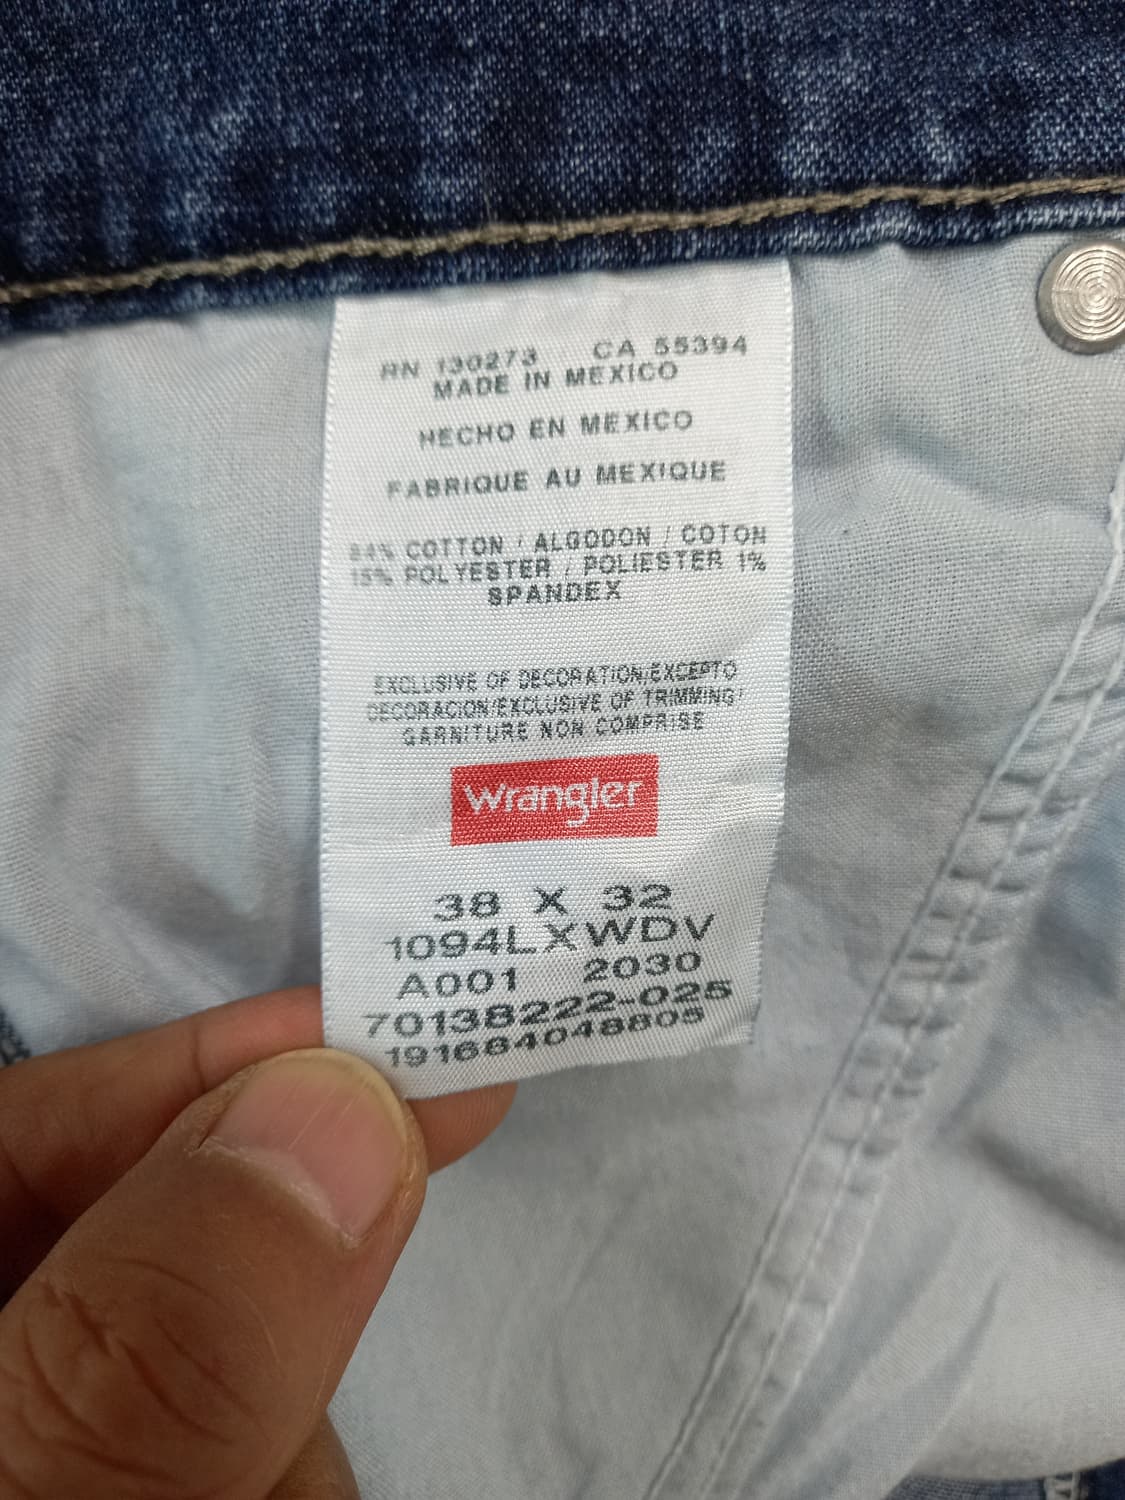 RN 130273 CA 55394
MADE IN MEXICO
HECHO EN MEXICO
FABRIQUE AU MEXIQUE
84% COTTON / ALGODON / COTON
15% POLYESTER / POLIESTER 1%
SPANDEX
EXCLUSIVE OF DECORATION/EXCEPTO
DECORACION/EXCLUSIVE OF TRIMMING/
GARNITURE NON COMPRISE
Wrangler
38 X 32
1094LXWDV
A001 2030
70138222-025
191684048805